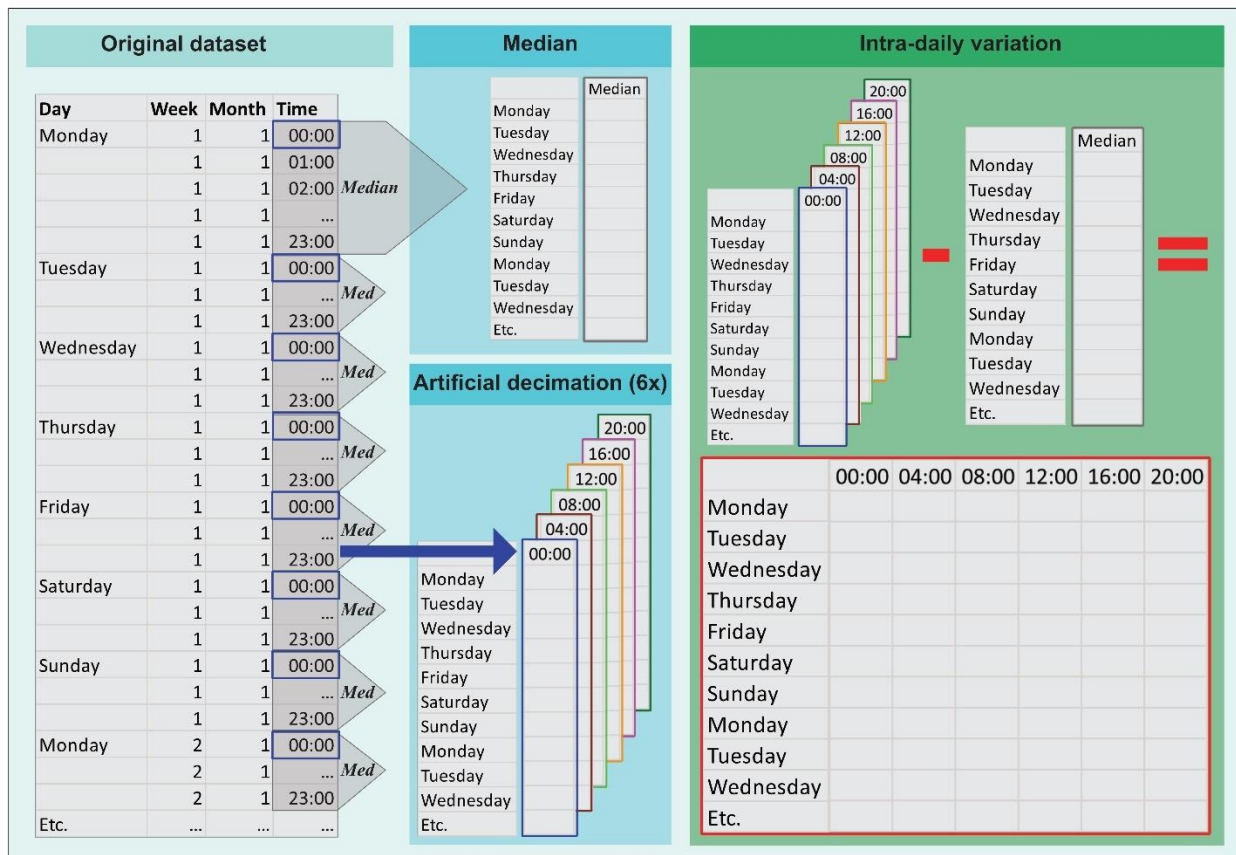 Original dataset
Day Week Month Time
Monday 1 1 00:00
1 1 01:00
1 1 02:00 Median
1 1 ...
1 1 23:00
Tuesday 1 1 00:00
1 1 ... Med
1 1 23:00
Wednesday 1 1 00:00
1 1 ... Med
1 1 23:00
Thursday 1 1 00:00
1 1 ... Med
1 1 23:00
Friday 1 1 00:00
1 1 ... Med
1 1 23:00
Saturday 1 1 00:00
1 1 ... Med
1 1 23:00
Sunday 1 1 00:00
1 1 ... Med
1 1 23:00
Monday 2 1 00:00
2 1 ... Med
2 1 23:00
Etc. ... ... ...
Median
Median
Monday
Tuesday
Wednesday
Thursday
Friday
Saturday
Sunday
Monday
Tuesday
Wednesday
Etc.
Artificial decimation (6x)
20:00
16:00
12:00
08:00
04:00
00:00
Monday
Tuesday
Wednesday
Thursday
Friday
Saturday
Sunday
Monday
Tuesday
Wednesday
Etc.
Intra-daily variation
20:00
16:00
12:00
08:00
04:00
00:00
Monday
Tuesday
Wednesday
Thursday
Friday
Saturday
Sunday
Monday
Tuesday
Wednesday
Etc.
-
Median
Monday
Tuesday
Wednesday
Thursday
Friday
Saturday
Sunday
Monday
Tuesday
Wednesday
Etc.
=
00:00 04:00 08:00 12:00 16:00 20:00
Monday
Tuesday
Wednesday
Thursday
Friday
Saturday
Sunday
Monday
Tuesday
Wednesday
Etc.